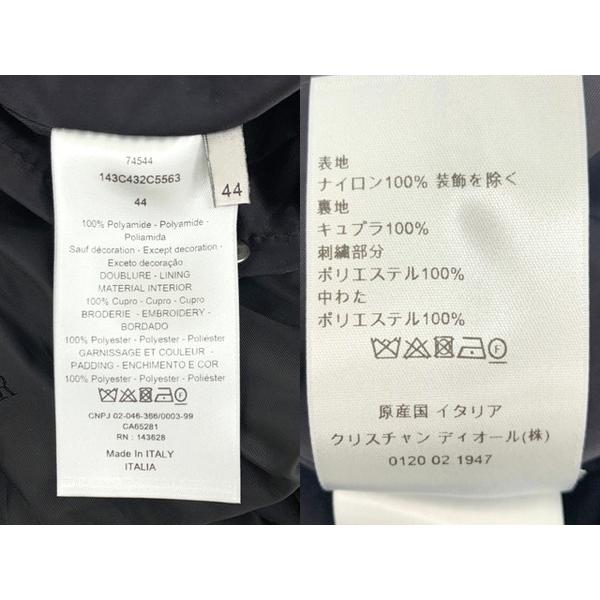 74544
143C432C5563
44
100% Polyamide - Polyamide -
Poliamida
Sauf décoration - Except decoration -
Exceto decoração
DOUBLURE - LINING
MATERIAL INTERIOR
100% Cupro - Cupro - Cupro
BRODERIE - EMBROIDERY -
BORDADO
100% Polyester - Polyester - Poliéster
GARNISSAGE ET COULEUR -
PADDING - ENCHIMENTO E COR
100% Polyester - Polyester - Poliéster
CNPJ 02-046-366/0003-99
CA65281
RN : 143628
Made In ITALY
ITALIA
44
R
表地
ナイロン100% 装飾を除く
裏地
キュプラ100%
刺繍部分
ポリエステル100%
中わた
ポリエステル100%
F
原産国 イタリア
クリスチャン ディオール(株)
0120 02 1947